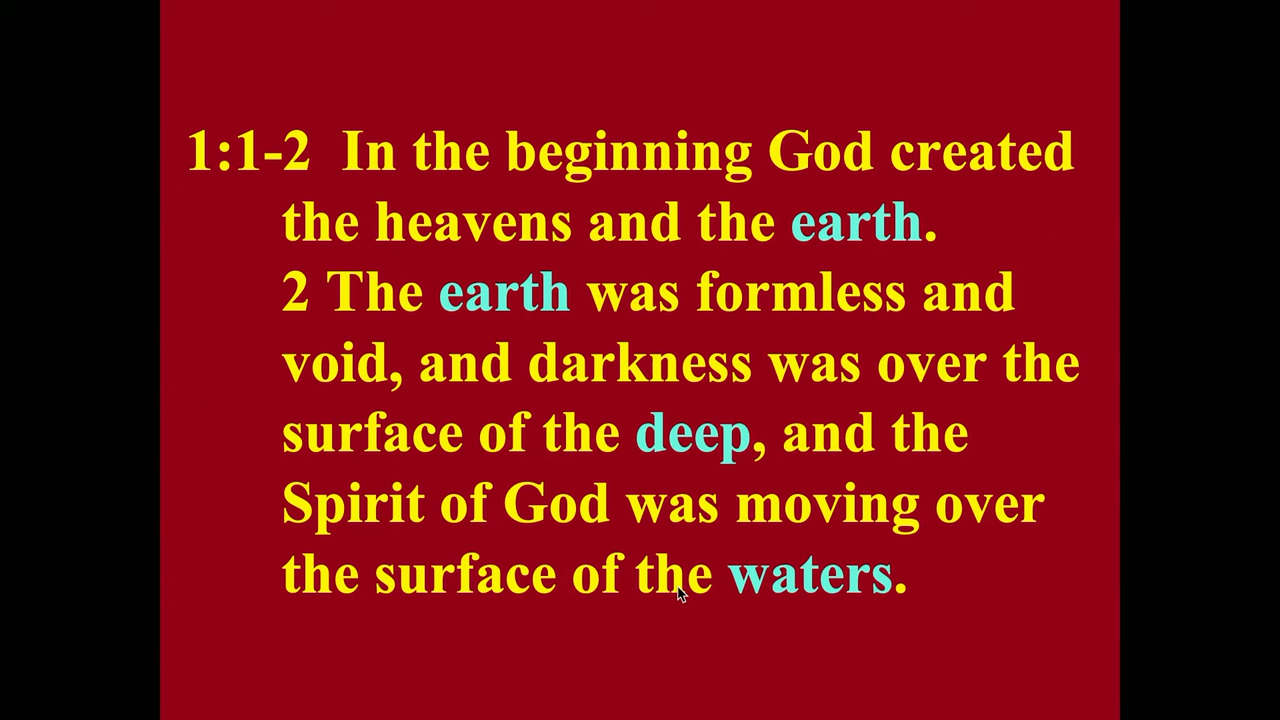 1:1-2 In the beginning God created
the heavens and the earth.
2 The earth was formless and
void, and darkness was over the
surface of the deep, and the
Spirit of God was moving over
the surface of the waters.